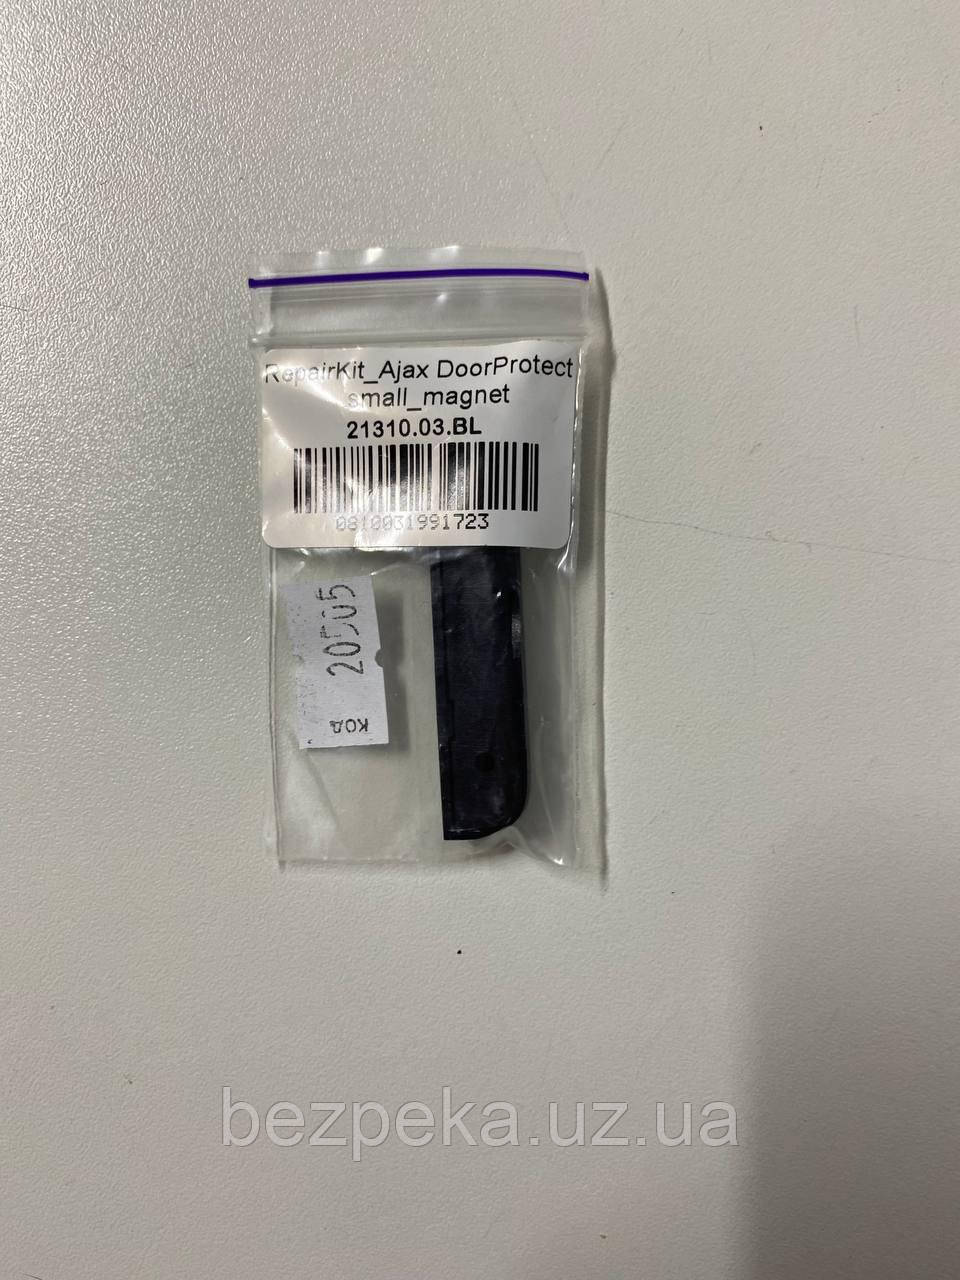 RepairKit_Ajax DoorProtect
small_magnet
21310.03.BL
0810031991723
20505
код
bezpeka.uz.ua